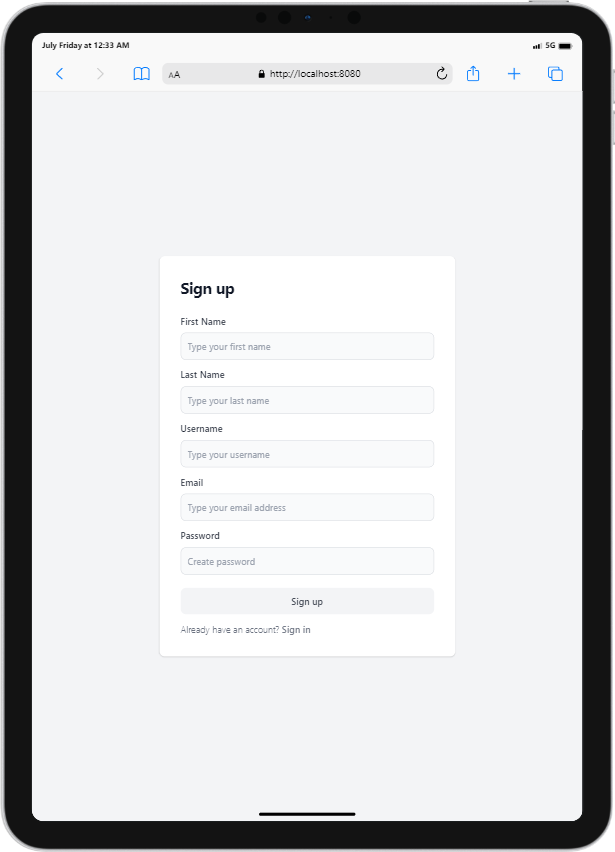 July Friday at 12:33 AM
5G
AA
http://localhost:8080
Sign up
First Name
Type your first name
Last Name
Type your last name
Username
Type your username
Email
Type your email address
Password
Create password
Sign up
Already have an account? Sign in